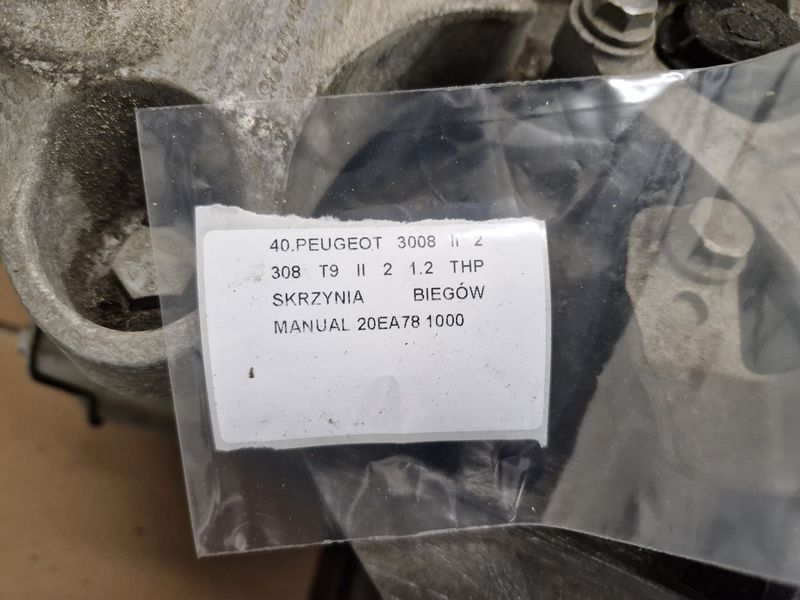 40.PEUGEOT 3008 II 2
308 T9 II 2 1.2 THP
SKRZYNIA BIEGÓW
MANUAL 20EA78 1000